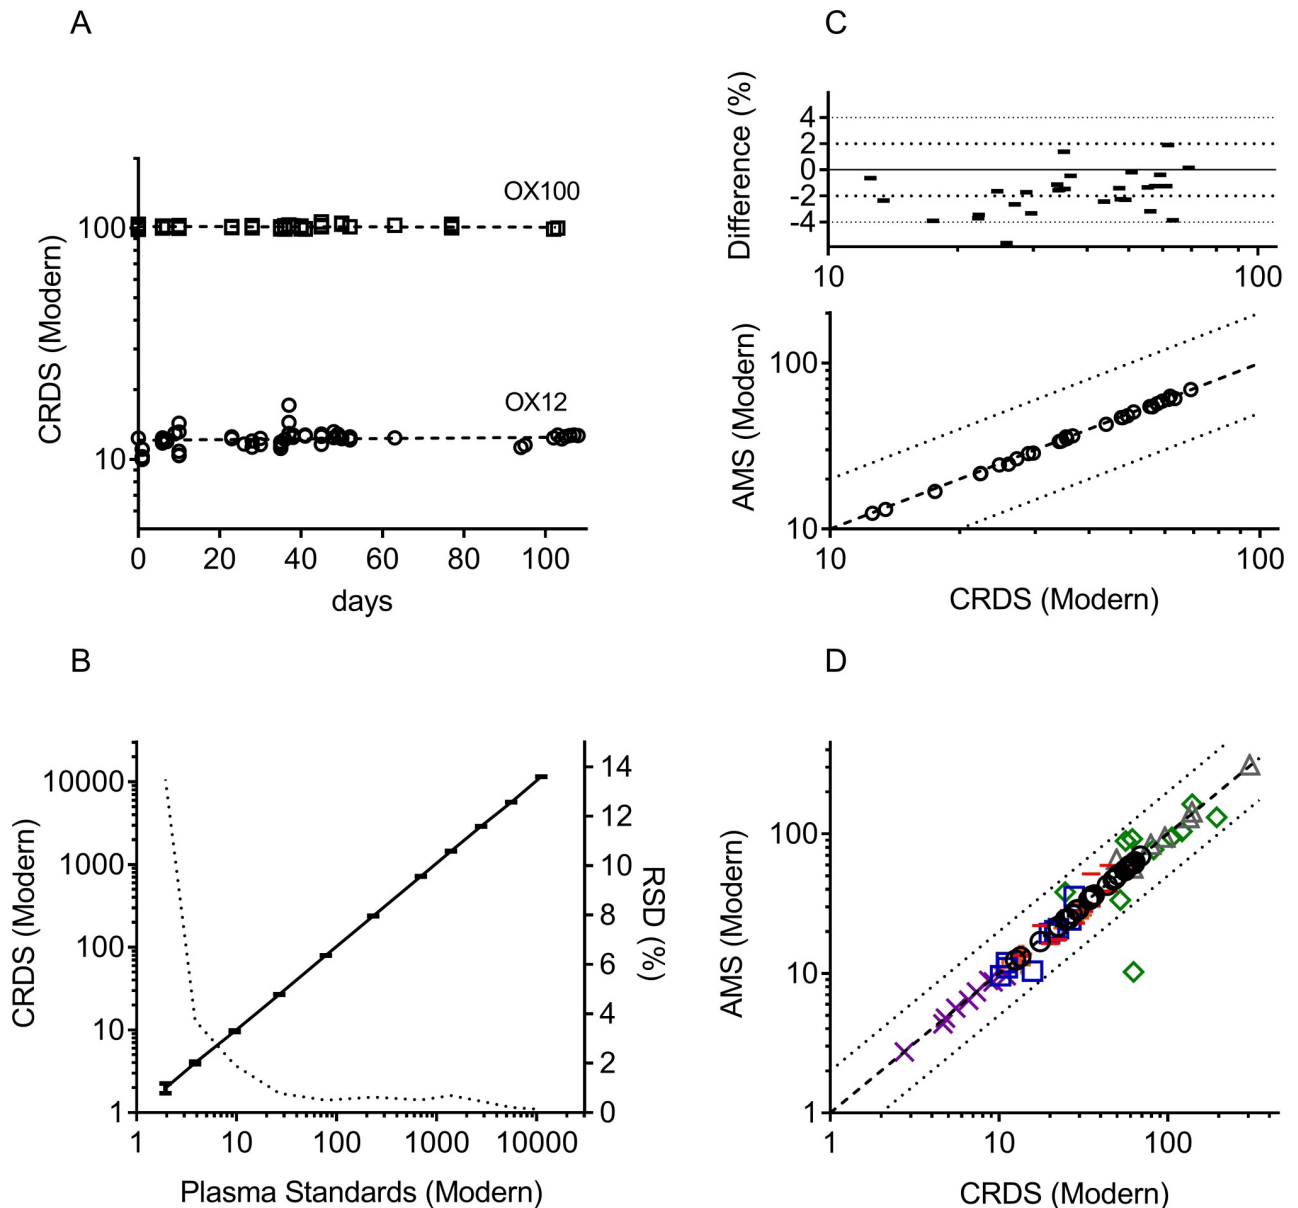 A
CRDS (Modern)
100
10
OX100
OX12
0 20 40 60 80 100
days
C
Difference (%)
4
2
0
-2
-4
10 100
AMS (Modern)
100
10
10 100
CRDS (Modern)
B
CRDS (Modern)
10000
1000
100
10
1
14
12
10
8
6
4
2
0
RSD (%)
1 10 100 1000 10000
Plasma Standards (Modern)
D
AMS (Modern)
100
10
1
1 10 100
CRDS (Modern)